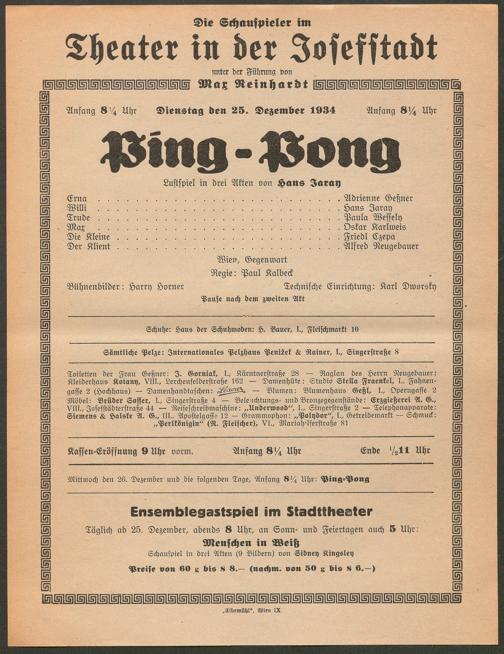 Die Schauspieler im
Theater in der Josefstadt
unter der Führung von
Max Reinhardt
Anfang 8¼ Uhr Dienstag den 25. Dezember 1934 Anfang 8¼ Uhr
Ping-Pong
Lustspiel in drei Akten von Hans Jaray
Erna . . . . . . . . . . . . . . . . . . . . Adrienne Geßner
Willi . . . . . . . . . . . . . . . . . . . . Hans Jaray
Trude . . . . . . . . . . . . . . . . . . . . Paula Wessely
Max . . . . . . . . . . . . . . . . . . . . Oskar Karlweis
Die Kleine . . . . . . . . . . . . . . . . . . . . Friedl Czepa
Der Klient . . . . . . . . . . . . . . . . . . . . Alfred Neugebauer
Wien, Gegenwart
Regie: Paul Kalbeck
Bühnenbilder: Harry Horner Technische Einrichtung: Karl Dworsky
Pause nach dem zweiten Akt
Schuhe: Haus der Schuhmoden: H. Bauer, I., Fleischmarkt 10
Sämtliche Pelze: Internationales Pelzhaus Penižek & Rainer, I., Singerstraße 8
Toiletten der Frau Geßner: J. Gorniak, I., Kärntnerstraße 28 — Raglan des Herrn Neugebauer:
Kleiderhaus Kotany, VIII., Lerchenfelderstraße 162 — Damenhüte: Studio Stella Fraenkel, I., Fahnen-
gasse 2 (Hochhaus) — Damenhandtaschen: — Blumen: Blumenhaus Geßl, I., Operngasse 2
Möbel: Brüder Soffer, I., Singerstraße 4 — Beleuchtungs- und Bronzegegenstände: Erzgießerei A. G.,
VIII., Josefstädterstraße 44 — Reiseschreibmaschine: „Underwood", I., Singerstraße 2 — Telephonapparate:
Siemens & Halske A. G., III., Apostelgasse 12 — Grammophon: „Polydor", I., Getreidemarkt — Schmuck:
„Perlkönigin" (R. Fleischer), VI., Mariahilferstraße 81
Kassen-Eröffnung 9 Uhr vorm. Anfang 8¼ Uhr Ende ½11 Uhr
Mittwoch den 26. Dezember und die folgenden Tage, Anfang 8¼ Uhr: Ping-Pong
Ensemblegastspiel im Stadttheater
Täglich ab 25. Dezember, abends 8 Uhr, an Sonn- und Feiertagen auch 5 Uhr:
Menschen in Weiß
Schauspiel in drei Akten (9 Bildern) von Sidney Kingsley
Preise von 60 g bis S 8.— (nachm. von 50 g bis S 6.—)
„Elbemühl", Wien IX.